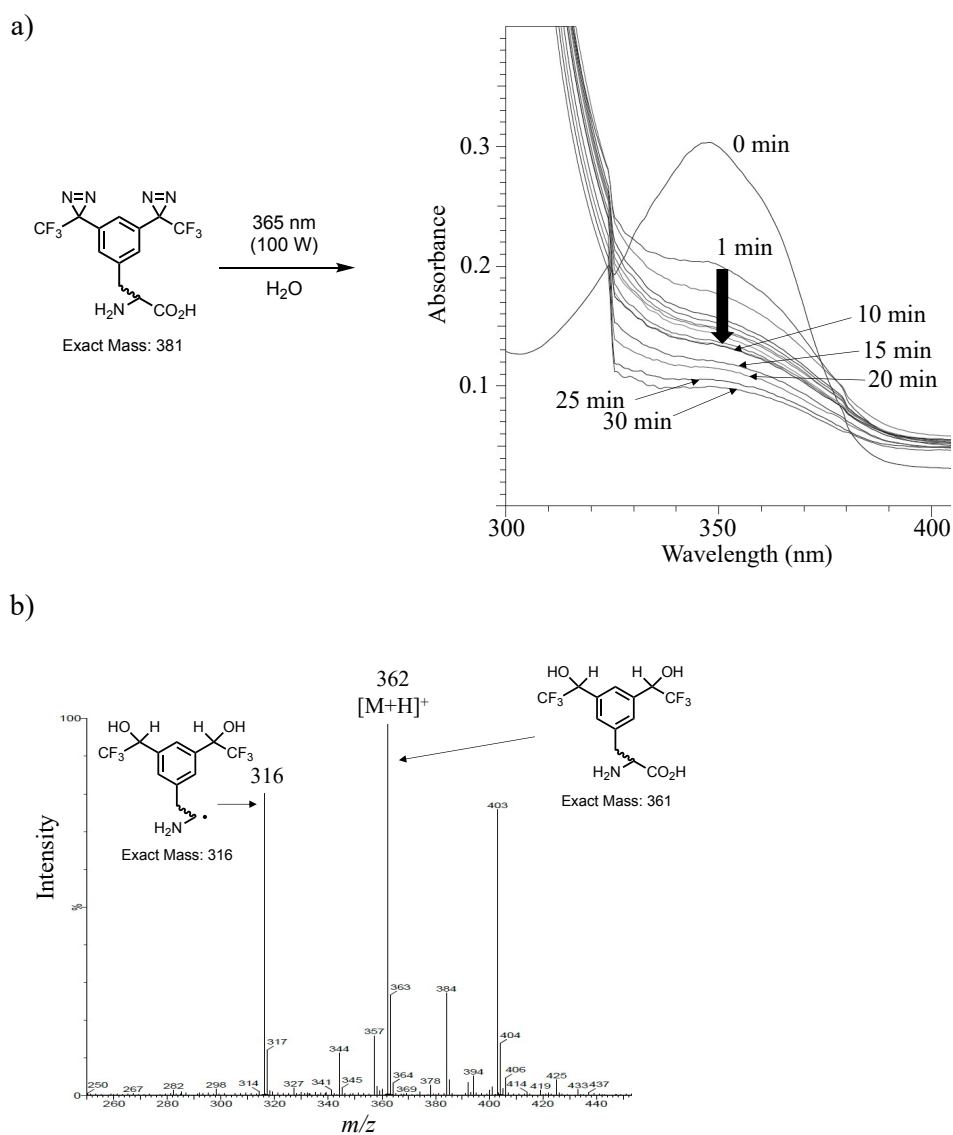 a)
N=N
N=N
CF₃
CF₃
H₂N
CO₂H
Exact Mass: 381
365 nm
(100 W)
H₂O
Absorbance
0.3
0.2
0.1
0 min
1 min
10 min
15 min
20 min
25 min
30 min
300
350
400
Wavelength (nm)
b)
362
[M+H]⁺
HO H
H OH
CF₃
CF₃
H₂N
CO₂H
Exact Mass: 361
HO H
H OH
CF₃
CF₃
H₂N
Exact Mass: 316
316
Intensity
100
%
0
403
363
384
357
317
344
404
250
267
282
298
314
327
341
345
364
369
378
394
406
414
419
425
433
437
260
280
300
320
340
360
380
400
420
440
m/z